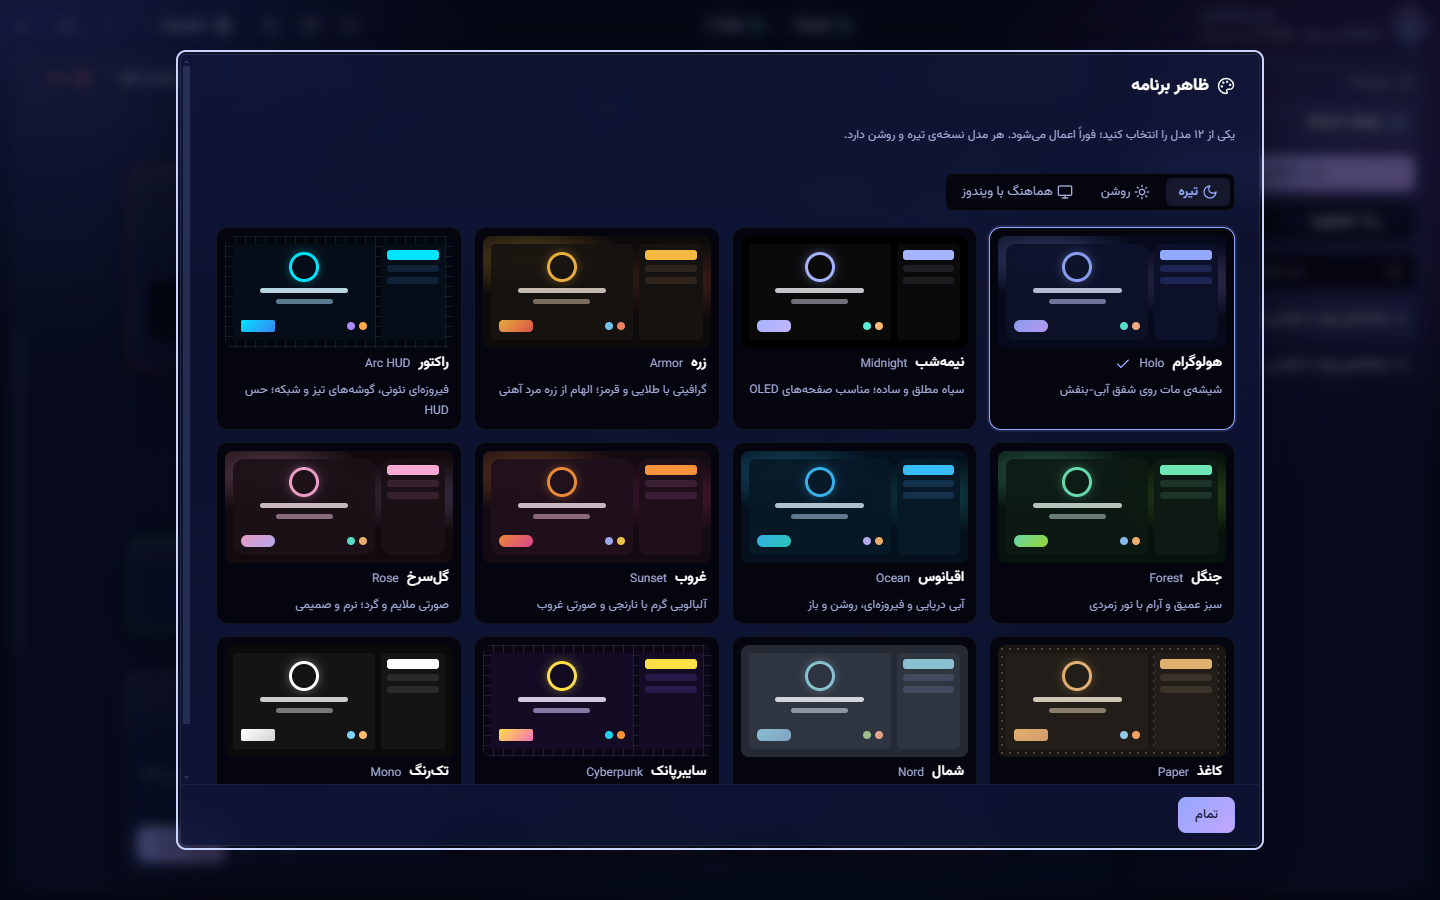 ظاهر برنامه
یکی از ۱۲ مدل را انتخاب کنید؛ فوراً اعمال می‌شود. هر مدل نسخه‌ی تیره و روشن دارد.
تیره
روشن
هماهنگ با ویندوز
هولوگرام Holo
شیشه‌ی مات روی شفق آبی-بنفش
نیمه‌شب Midnight
سیاه مطلق و ساده؛ مناسب صفحه‌های OLED
زره Armor
گرافیتی با طلایی و قرمز؛ الهام از زره مرد آهنی
راکتور Arc HUD
فیروزه‌ای نئونی، گوشه‌های تیز و شبکه؛ حس
HUD
جنگل Forest
سبز عمیق و آرام با نور زمردی
اقیانوس Ocean
آبی دریایی و فیروزه‌ای، روشن و باز
غروب Sunset
آلبالویی گرم با نارنجی و صورتی غروب
گل‌سرخ Rose
صورتی ملایم و گرد؛ نرم و صمیمی
کاغذ Paper
شمال Nord
سایبرپانک Cyberpunk
تک‌رنگ Mono
تمام